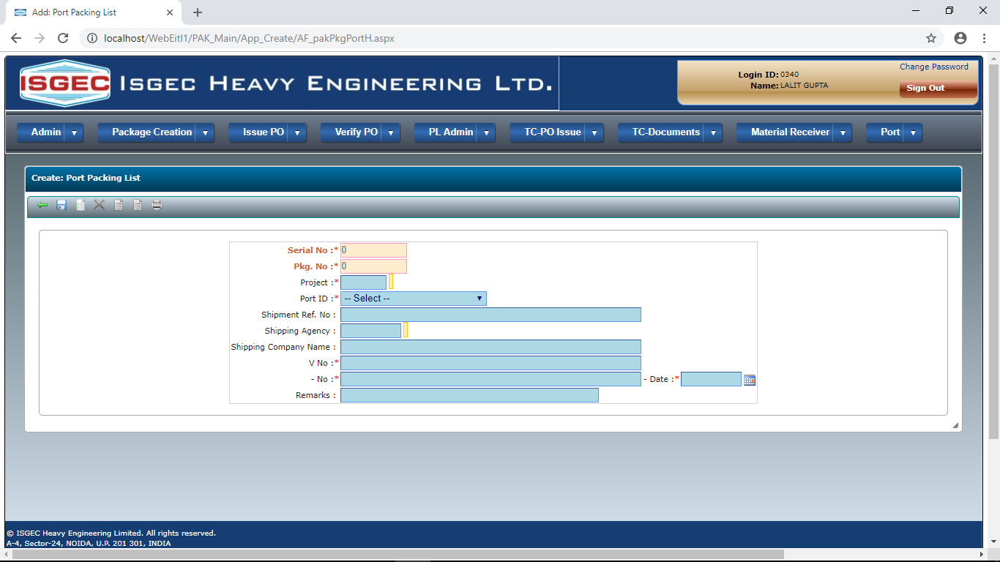 Add: Port Packing List
localhost/WebEitl1/PAK_Main/App_Create/AF_pakPkgPortH.aspx
ISGEC ISGEC HEAVY ENGINEERING LTD.
Change Password
Login ID: 0340
Name: LALIT GUPTA
Sign Out
Admin Package Creation Issue PO Verify PO PL Admin TC-PO Issue TC-Documents Material Receiver Port
Create: Port Packing List
Serial No :* 0
Pkg. No :* 0
Project :*
Port ID :* -- Select --
Shipment Ref. No :
Shipping Agency :
Shipping Company Name :
V No :*
- No :* - Date :*
Remarks :
© ISGEC Heavy Engineering Limited. All rights reserved.
A-4, Sector-24, NOIDA, U.P. 201 301, INDIA